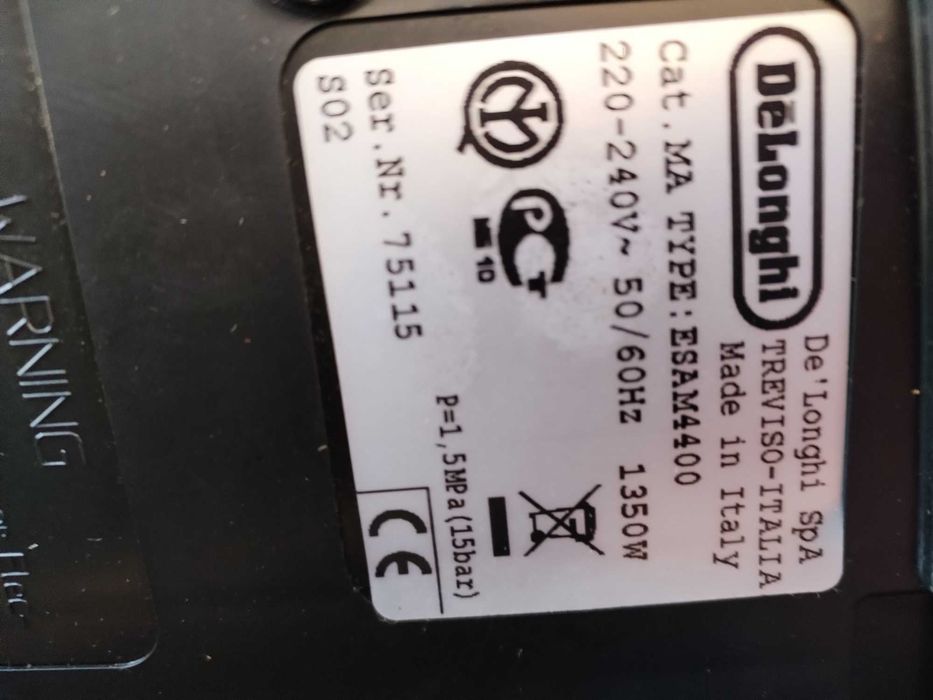 DeLonghi
De'Longhi SpA
TREVISO-ITALIA
Made in Italy
Cat.MA TYPE:ESAM4400
220-240V~ 50/60Hz 1350W
PCT
p=1,5MPa(15bar)
Ser.Nr. 75115
S02
CE
WARNING